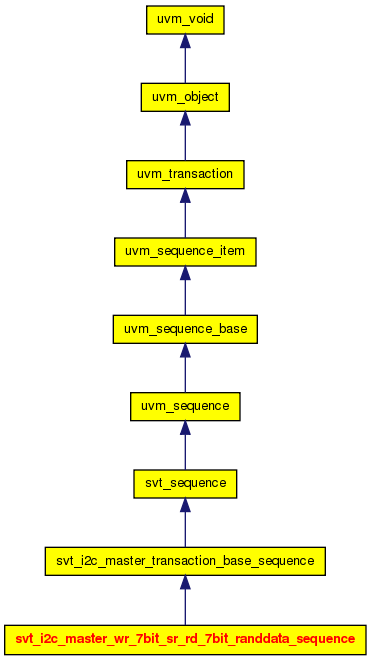 uvm_void
uvm_object
uvm_transaction
uvm_sequence_item
uvm_sequence_base
uvm_sequence
svt_sequence
svt_i2c_master_transaction_base_sequence
svt_i2c_master_wr_7bit_sr_rd_7bit_randdata_sequence